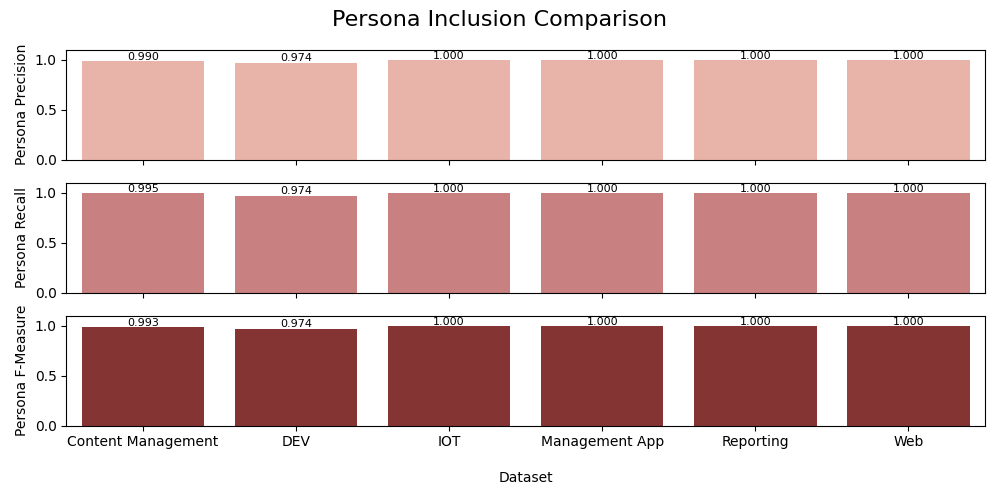 Persona Inclusion Comparison
Persona Precision
1.0
0.5
0.0
0.990 0.974 1.000 1.000 1.000 1.000
Persona Recall
1.0
0.5
0.0
0.995 0.974 1.000 1.000 1.000 1.000
Persona F-Measure
1.0
0.5
0.0
0.993 0.974 1.000 1.000 1.000 1.000
Content Management DEV IOT Management App Reporting Web
Dataset